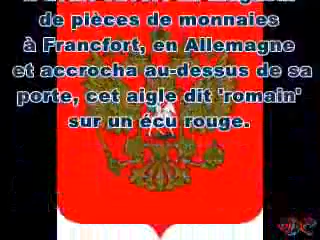 de pièces de monnaies
à Francfort, en Allemagne
et accrocha au-dessus de sa
porte, cet aigle dit 'romain'
sur un écu rouge.